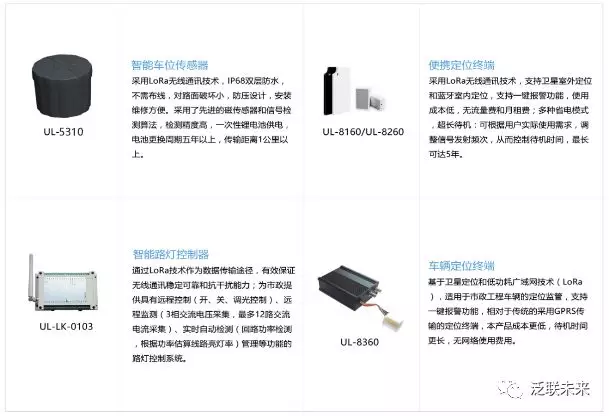 智能车位传感器
采用LoRa无线通讯技术，IP68双层防水，
不需布线，对路面破坏小，防压设计，安装
维修方便。采用了先进的磁传感器和信号检
测算法，检测精度高，一次性锂电池供电，
电池更换周期五年以上，传输距离1公里以
上。
UL-5310
便携定位终端
采用LoRa无线通讯技术，支持卫星室外定位
和蓝牙室内定位，支持一键报警功能，使用
成本低，无流量费和月租费；多种省电模式
，超长待机：可根据用户实际使用需求，调
整信号发射频次，从而控制待机时间，最长
可达5年。
UL-8160/UL-8260
智能路灯控制器
通过LoRa技术作为数据传输途径，有效保证
无线通讯稳定可靠和抗干扰能力；为市政提
供具有远程控制（开、关、调光控制）、远
程监测（3相交流电压采集，最多12路交流
电流采集）、实时自动检测（回路功率检测
，根据功率估算线路亮灯率）管理等功能的
路灯控制系统。
UL-LK-0103
车辆定位终端
基于卫星定位和低功耗广域网技术（LoRa
），适用于市政工程车辆的定位监管，支持
一键报警功能，相对于传统的采用GPRS传
输的定位终端，本产品成本更低，待机时间
更长，无网络使用费用。
UL-8360
泛联未来